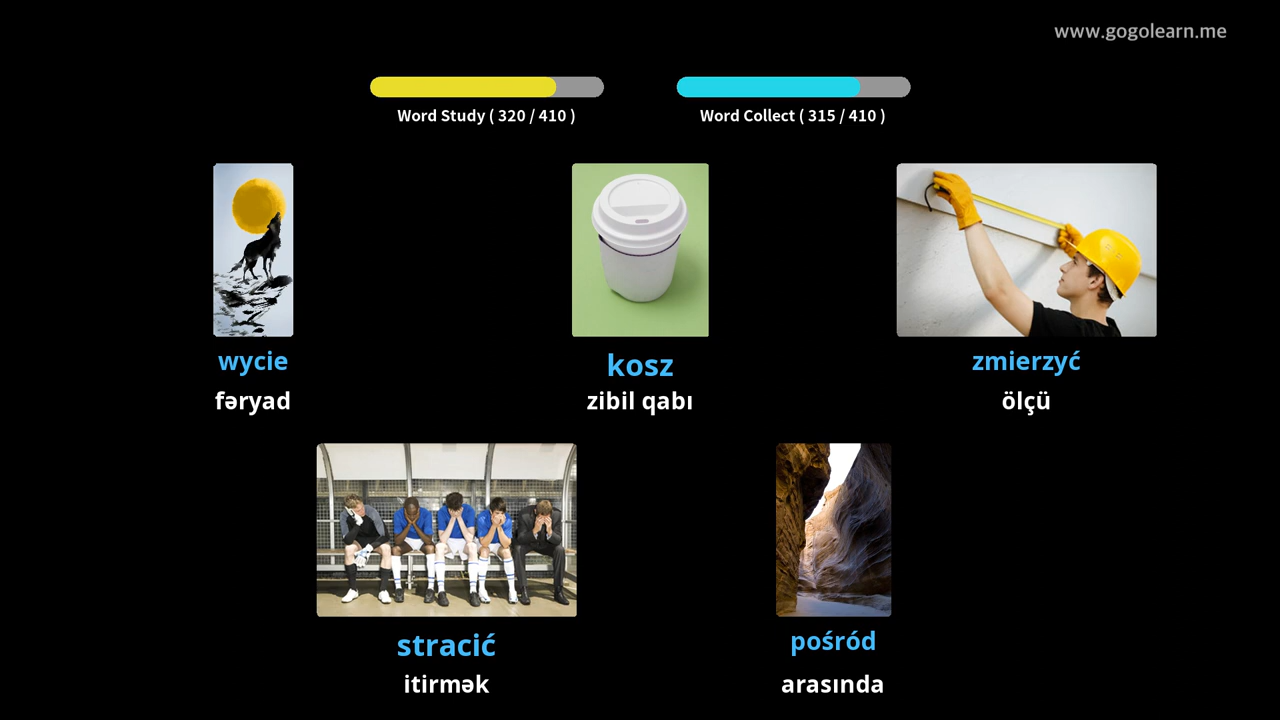 www.gogolearn.me
Word Study ( 320 / 410 )
Word Collect ( 315 / 410 )
wycie
fəryad
kosz
zibil qabı
zmierzyć
ölçü
stracić
itirmək
pośród
arasında